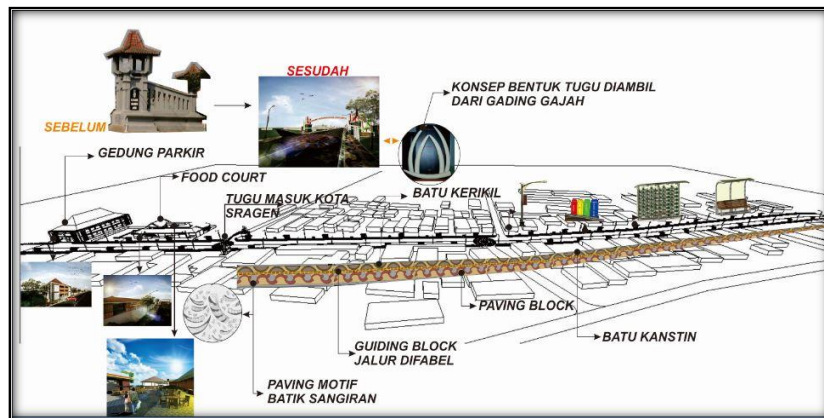 SESUDAH
KONSEP BENTUK TUGU DIAMBIL
DARI GADING GAJAH
SEBELUM
GEDUNG PARKIR
FOOD COURT
TUGU MASUK KOTA
SRAGEN
BATU KERIKIL
PAVING BLOCK
BATU KANSTIN
GUIDING BLOCK
JALUR DIFABEL
PAVING MOTIF
BATIK SANGIRAN